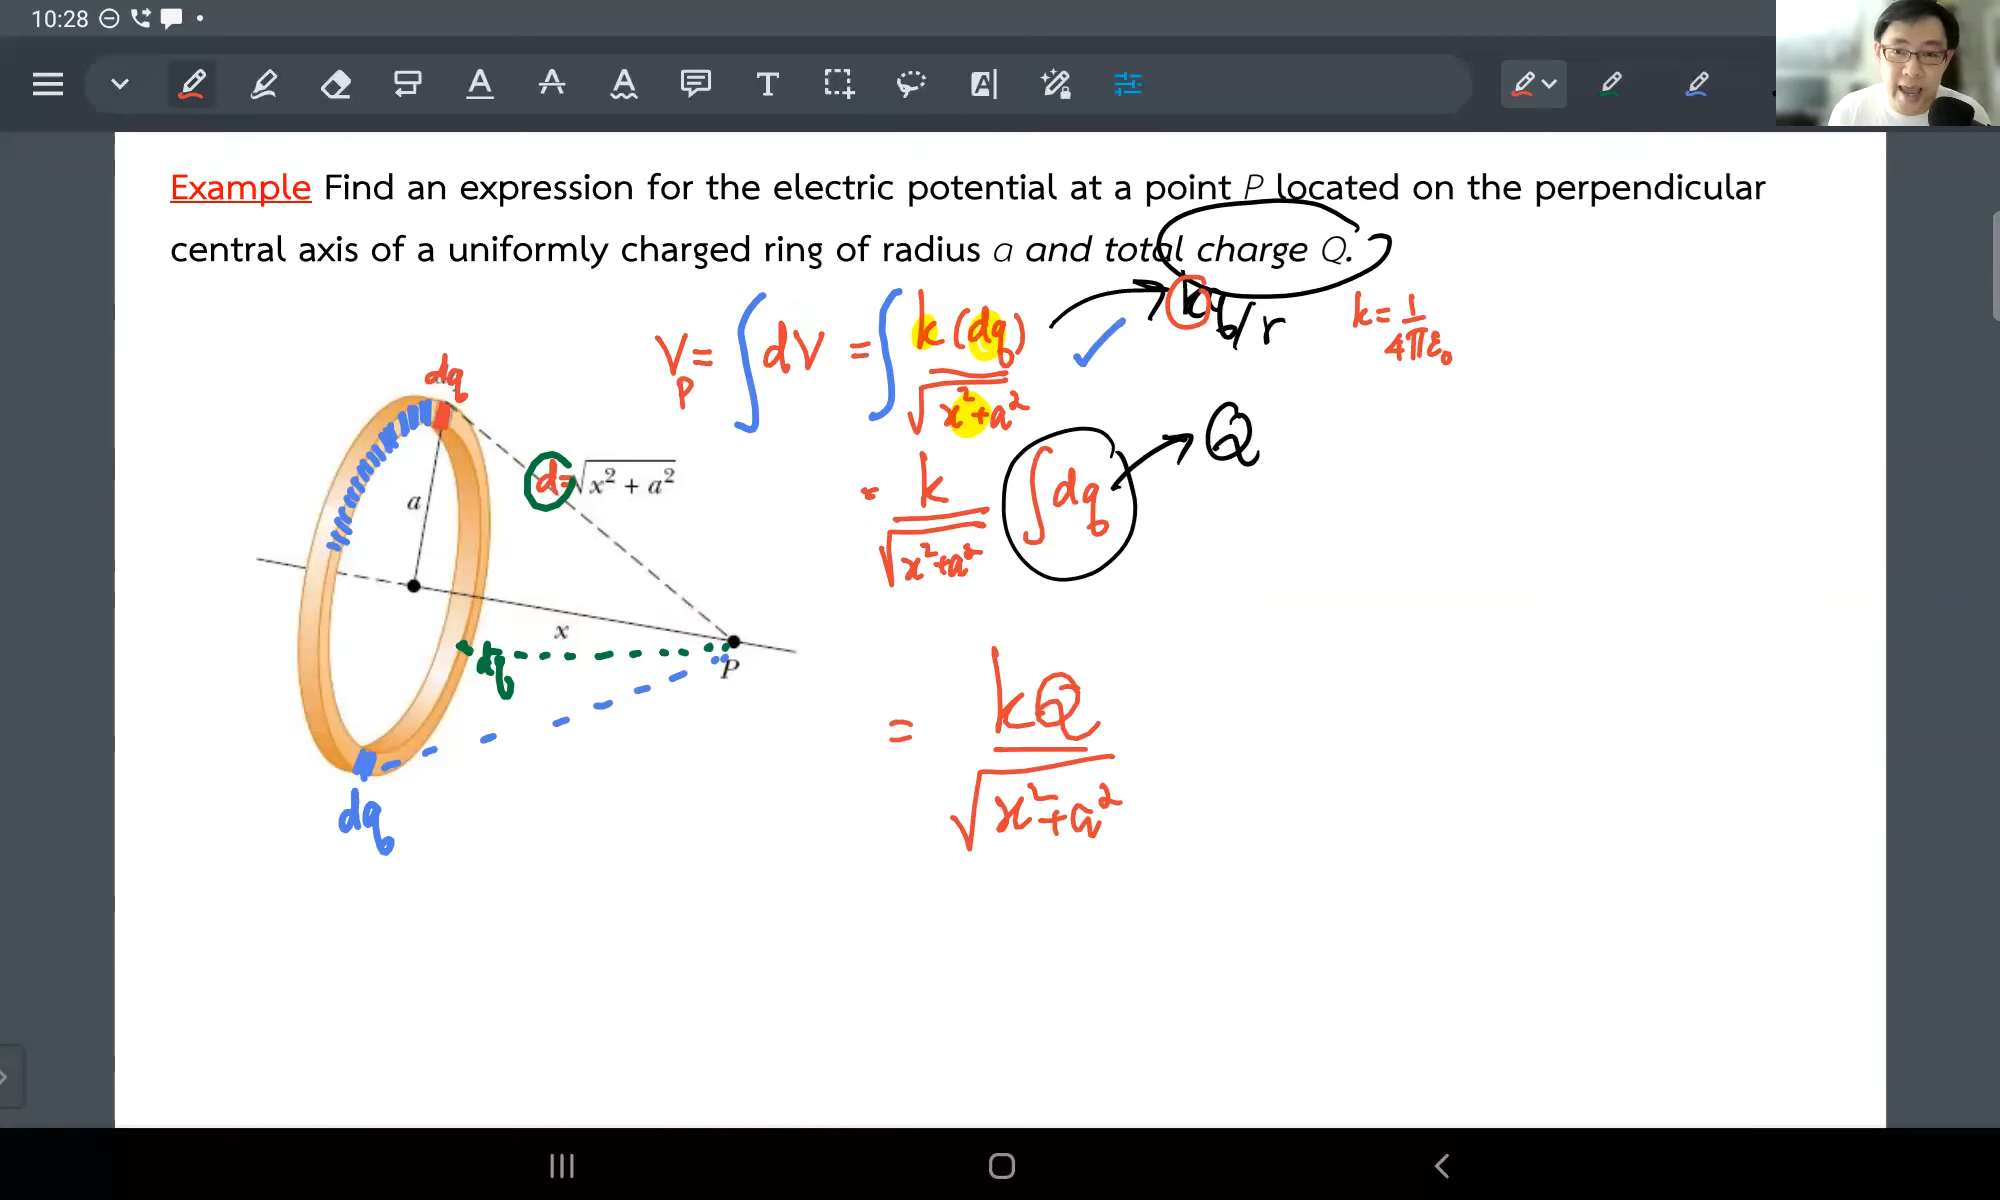 10:28
Example Find an expression for the electric potential at a point P located on the perpendicular
central axis of a uniformly charged ring of radius a and total charge Q.
V_P = ∫ dV = ∫ k (dq) / √(x² + a²)
kq/r
k = 1 / 4πε₀
= k / √(x² + a²) ∫ dq
Q
= kQ / √(x² + a²)
dq
a
d = √(x² + a²)
x
P
dq
dq